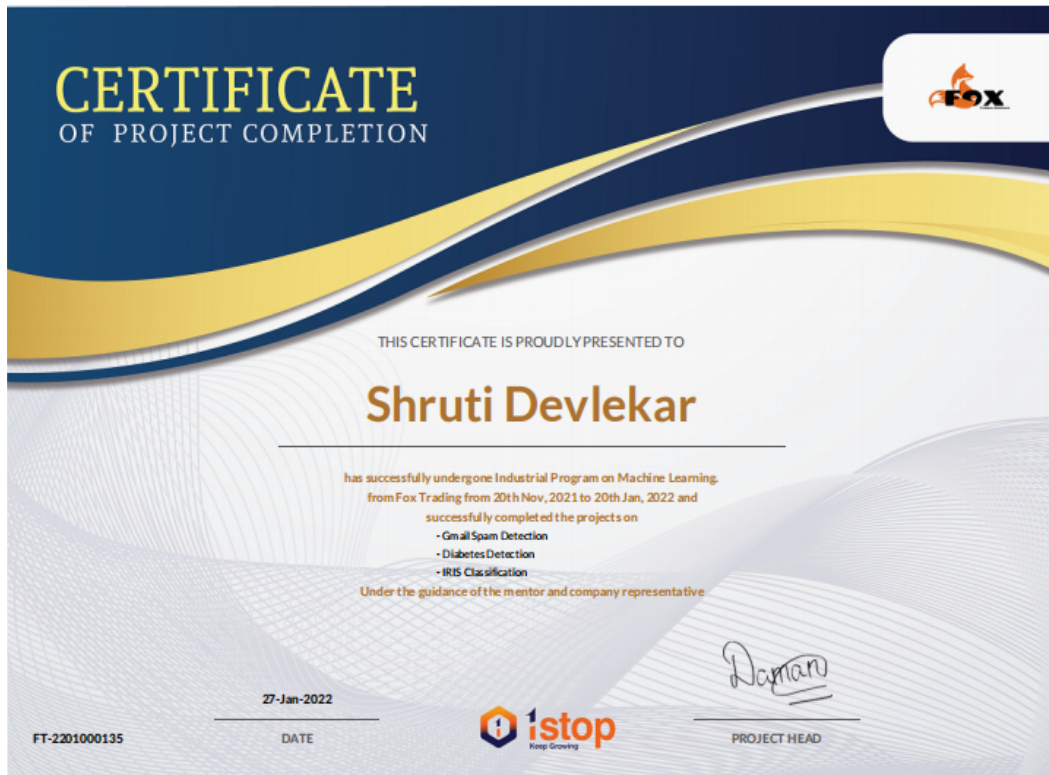 CERTIFICATE
OF PROJECT COMPLETION
FOX
THIS CERTIFICATE IS PROUDLY PRESENTED TO
Shruti Devlekar
has successfully undergone Industrial Program on Machine Learning.
from Fox Trading from 20th Nov, 2021 to 20th Jan, 2022 and
successfully completed the projects on
- Gmail Spam Detection
- Diabetes Detection
- IRIS Classification
Under the guidance of the mentor and company representative
Daman
27-Jan-2022
FT-2201000135
DATE
1stop
Keep Growing
PROJECT HEAD